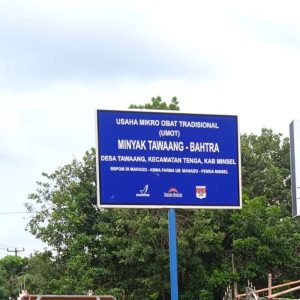 USAHA MIKRO OBAT TRADISIONAL
(UMOT)
MINYAK TAWAANG - BAHTRA
DESA TAWAANG, KECAMATAN TENGA, KAB MINSEL
BBPOM DI MANADO - KIMIA FARMA UB MANADO - PEMDA MINSEL